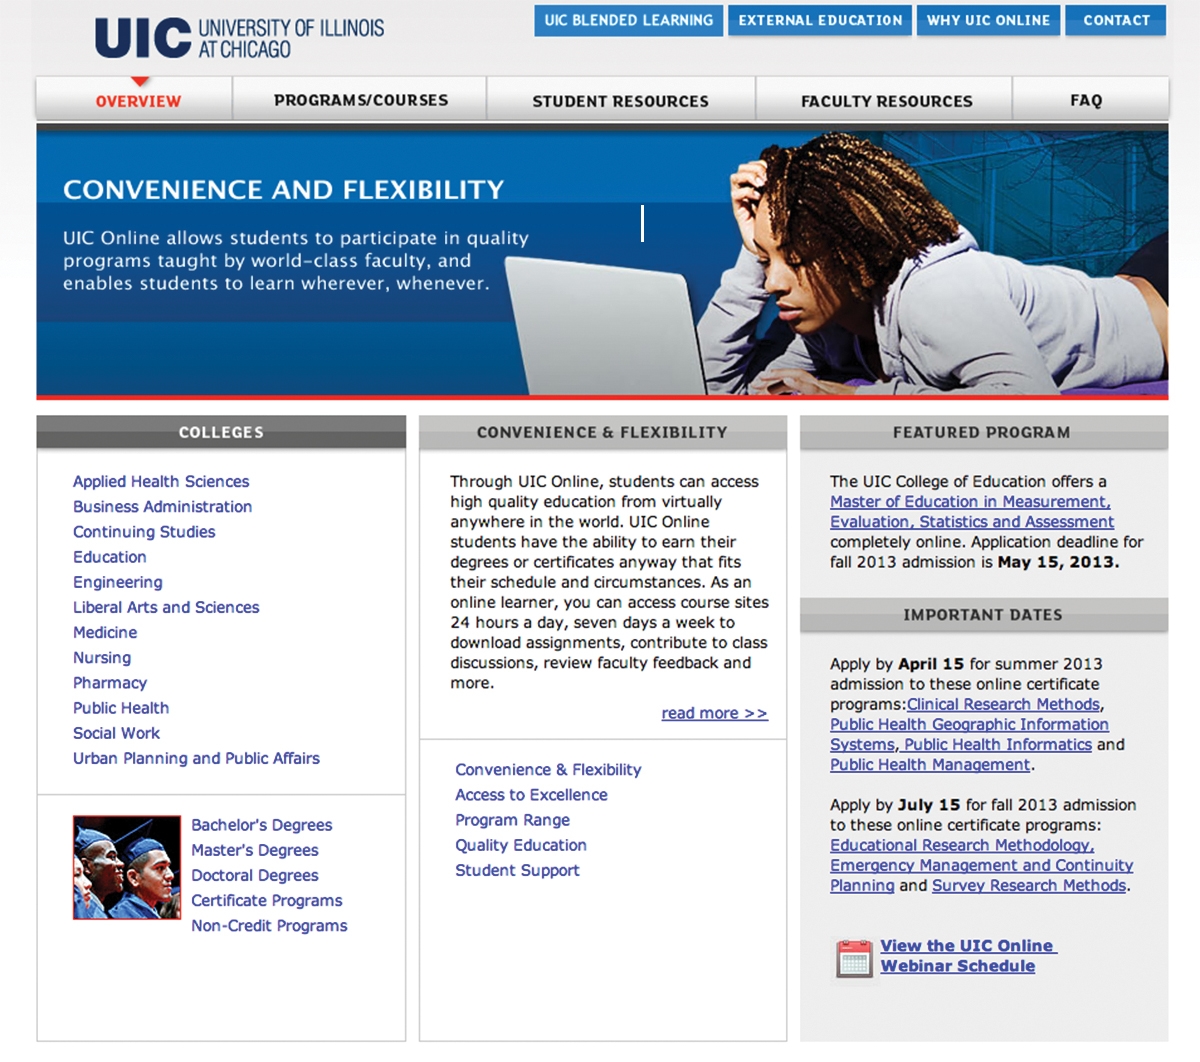 UIC UNIVERSITY OF ILLINOIS
AT CHICAGO
UIC BLENDED LEARNING
EXTERNAL EDUCATION
WHY UIC ONLINE
CONTACT
OVERVIEW
PROGRAMS/COURSES
STUDENT RESOURCES
FACULTY RESOURCES
FAQ
CONVENIENCE AND FLEXIBILITY
UIC Online allows students to participate in quality
programs taught by world-class faculty, and
enables students to learn wherever, whenever.
COLLEGES
Applied Health Sciences
Business Administration
Continuing Studies
Education
Engineering
Liberal Arts and Sciences
Medicine
Nursing
Pharmacy
Public Health
Social Work
Urban Planning and Public Affairs
Bachelor's Degrees
Master's Degrees
Doctoral Degrees
Certificate Programs
Non-Credit Programs
CONVENIENCE & FLEXIBILITY
Through UIC Online, students can access
high quality education from virtually
anywhere in the world. UIC Online
students have the ability to earn their
degrees or certificates anyway that fits
their schedule and circumstances. As an
online learner, you can access course sites
24 hours a day, seven days a week to
download assignments, contribute to class
discussions, review faculty feedback and
more.
read more >>
Convenience & Flexibility
Access to Excellence
Program Range
Quality Education
Student Support
FEATURED PROGRAM
The UIC College of Education offers a
Master of Education in Measurement,
Evaluation, Statistics and Assessment
completely online. Application deadline for
fall 2013 admission is May 15, 2013.
IMPORTANT DATES
Apply by April 15 for summer 2013
admission to these online certificate
programs:Clinical Research Methods,
Public Health Geographic Information
Systems, Public Health Informatics and
Public Health Management.
Apply by July 15 for fall 2013 admission
to these online certificate programs:
Educational Research Methodology,
Emergency Management and Continuity
Planning and Survey Research Methods.
View the UIC Online
Webinar Schedule